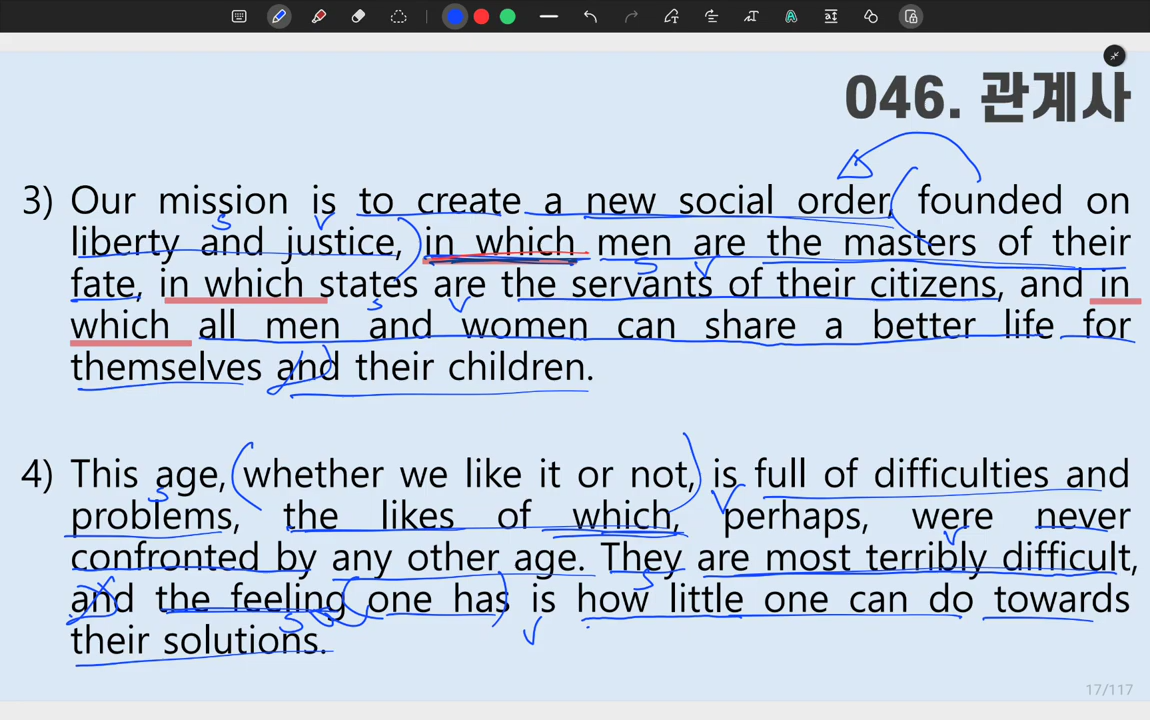 046. 관계사
3) Our mission is to create a new social order, founded on
liberty and justice, in which men are the masters of their
fate, in which states are the servants of their citizens, and in
which all men and women can share a better life for
themselves and their children.
4) This age, whether we like it or not, is full of difficulties and
problems, the likes of which, perhaps, were never
confronted by any other age. They are most terribly difficult,
and the feeling one has is how little one can do towards
their solutions.
17/117